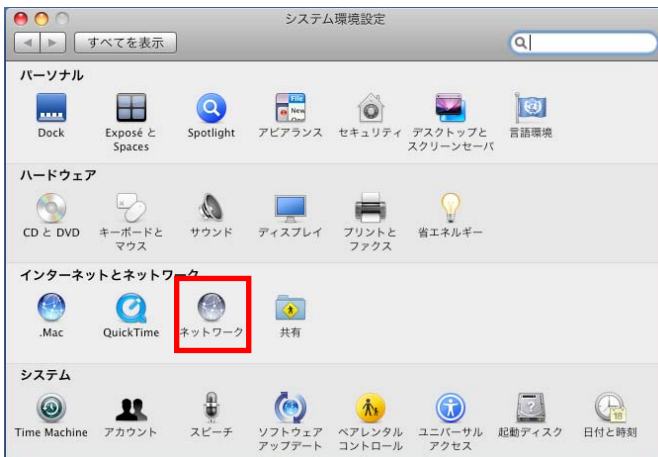 システム環境設定
すべてを表示
パーソナル
Dock
Exposé と
Spaces
Spotlight
アピアランス
セキュリティ
デスクトップと
スクリーンセーバ
言語環境
ハードウェア
CD と DVD
キーボードと
マウス
サウンド
ディスプレイ
プリントと
ファクス
省エネルギー
インターネットとネットワーク
.Mac
QuickTime
ネットワーク
共有
システム
Time Machine
アカウント
スピーチ
ソフトウェア
アップデート
ペアレンタル
コントロール
ユニバーサル
アクセス
起動ディスク
日付と時刻